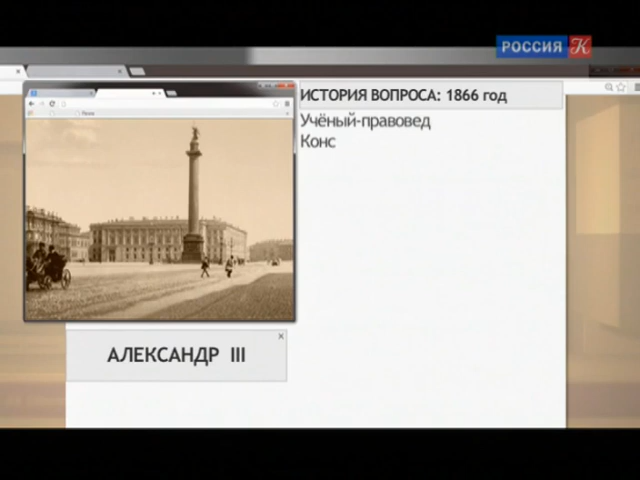 РОССИЯ К
ИСТОРИЯ ВОПРОСА: 1866 год
Учёный-правовед
Конс
АЛЕКСАНДР III